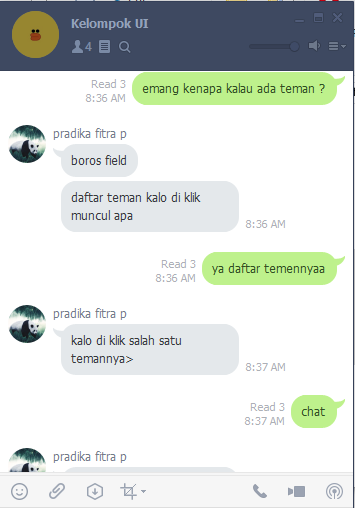 Kelompok UI
4
Read 3
8:36 AM
emang kenapa kalau ada teman ?
pradika fitra p
boros field
daftar teman kalo di klik
muncul apa
8:36 AM
Read 3
8:36 AM
ya daftar temennyaa
pradika fitra p
kalo di klik salah satu
temannya>
8:37 AM
Read 3
8:37 AM
chat
pradika fitra p